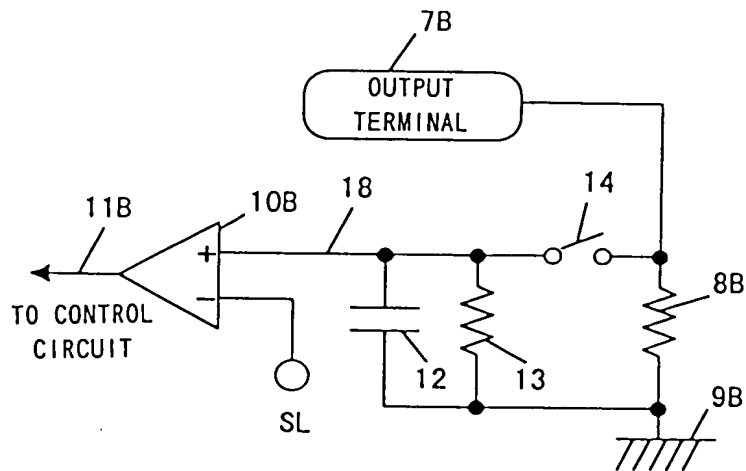 7B
OUTPUT
TERMINAL
14
18
10B
11B
+
−
8B
TO CONTROL
CIRCUIT
12
13
SL
9B